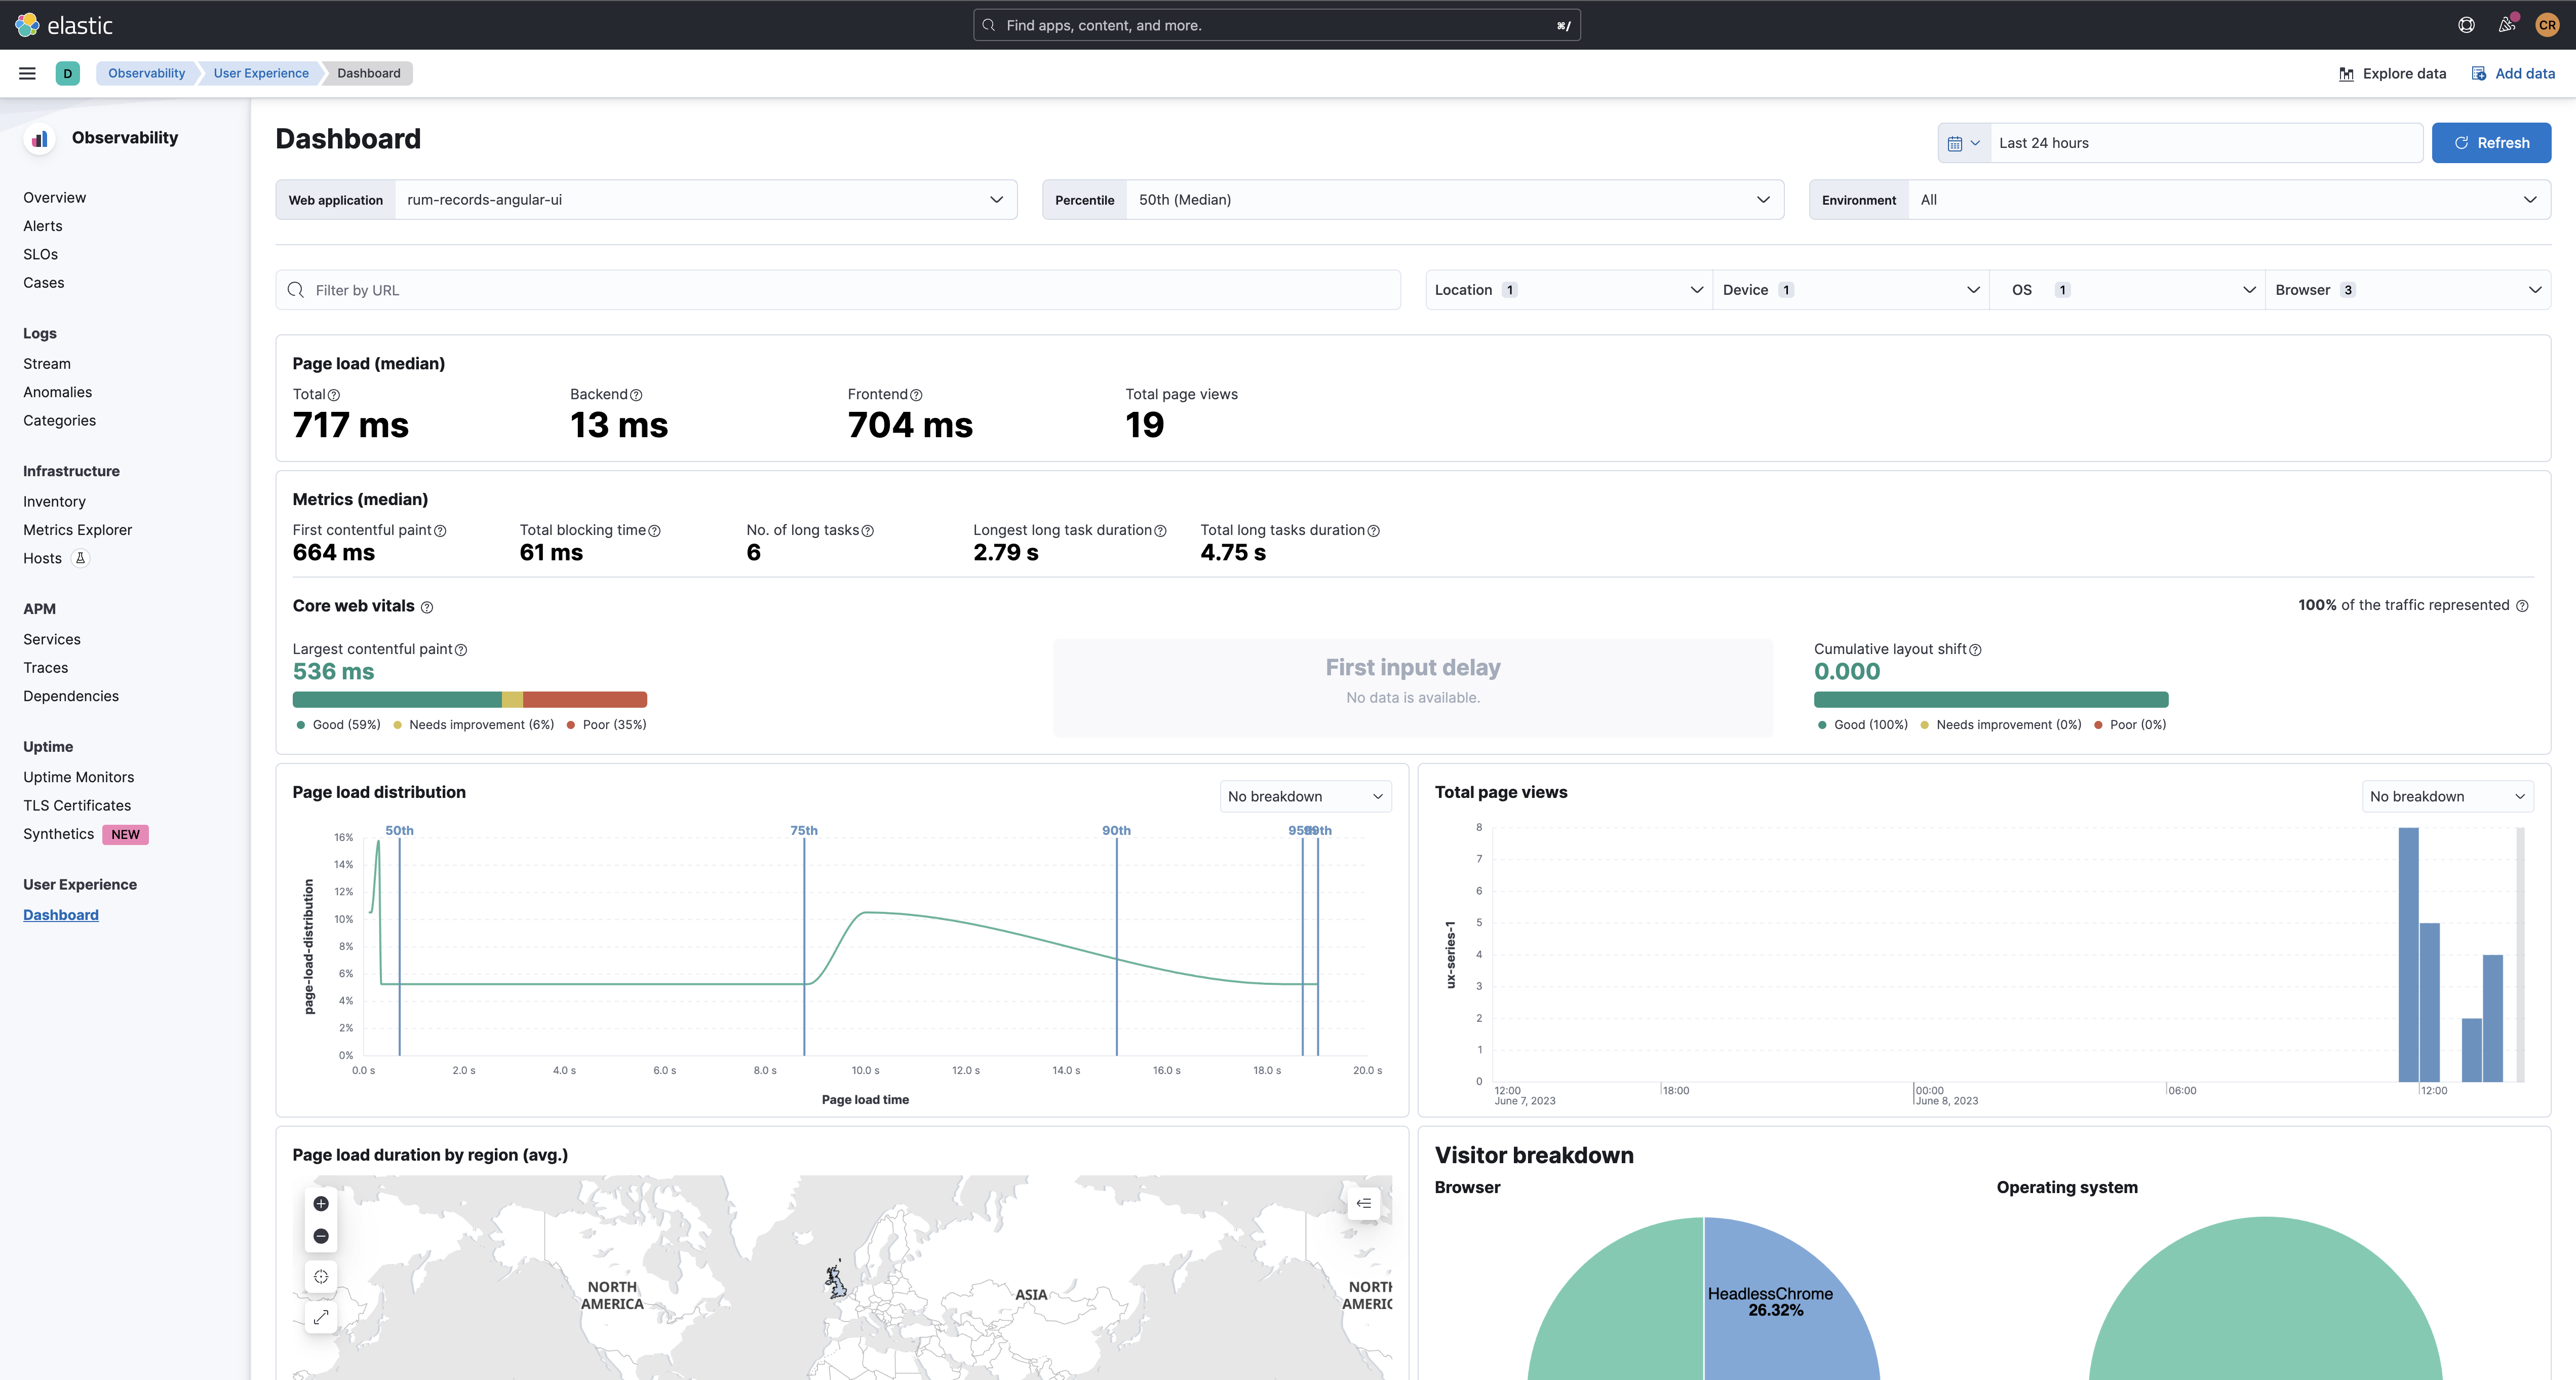 elastic
Find apps, content, and more.
⌘/
CR
D
Observability
User Experience
Dashboard
Explore data
Add data
Observability
Overview
Alerts
SLOs
Cases
Logs
Stream
Anomalies
Categories
Infrastructure
Inventory
Metrics Explorer
Hosts
APM
Services
Traces
Dependencies
Uptime
Uptime Monitors
TLS Certificates
Synthetics NEW
User Experience
Dashboard
Dashboard
Last 24 hours
Refresh
Web application rum-records-angular-ui
Percentile 50th (Median)
Environment All
Filter by URL
Location 1
Device 1
OS 1
Browser 3
Page load (median)
Total
717 ms
Backend
13 ms
Frontend
704 ms
Total page views
19
Metrics (median)
First contentful paint
664 ms
Total blocking time
61 ms
No. of long tasks
6
Longest long task duration
2.79 s
Total long tasks duration
4.75 s
Core web vitals
100% of the traffic represented
Largest contentful paint
536 ms
Good (59%) Needs improvement (6%) Poor (35%)
First input delay
No data is available.
Cumulative layout shift
0.000
Good (100%) Needs improvement (0%) Poor (0%)
Page load distribution
No breakdown
50th 75th 90th 95th 99th
page-load-distribution
16%
14%
12%
10%
8%
6%
4%
2%
0%
0.0 s 2.0 s 4.0 s 6.0 s 8.0 s 10.0 s 12.0 s 14.0 s 16.0 s 18.0 s 20.0 s
Page load time
Total page views
No breakdown
ux-series-1
8
7
6
5
4
3
2
1
0
12:00 18:00 00:00 06:00 12:00
June 7, 2023 June 8, 2023
Page load duration by region (avg.)
NORTH
AMERICA
ASIA
NORTH
AMERIC
Visitor breakdown
Browser
HeadlessChrome
26.32%
Operating system